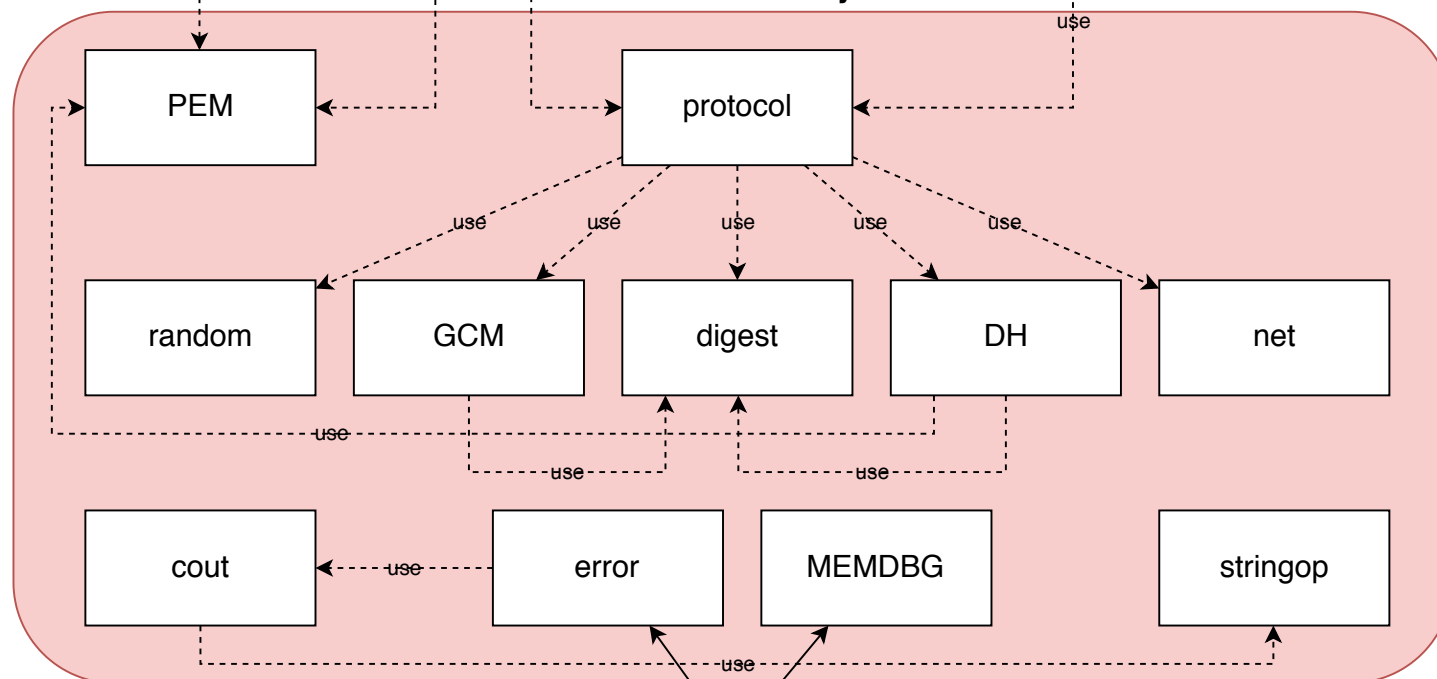 use
PEM
protocol
use
use
use
use
use
random
GCM
digest
DH
net
use
use
use
cout
use
error
MEMDBG
stringop
use